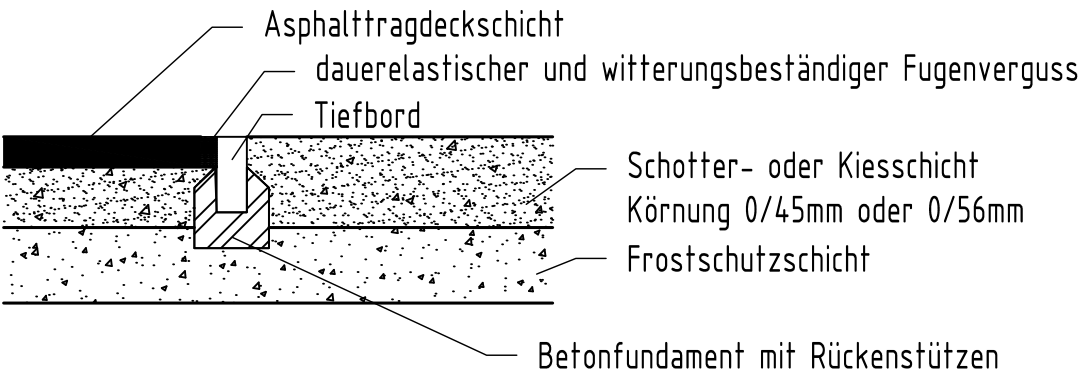 Asphalttragdeckschicht
dauerelastischer und witterungsbeständiger Fugenverguss
Tiefbord
Schotter- oder Kiesschicht
Körnung 0/45mm oder 0/56mm
Frostschutzschicht
Betonfundament mit Rückenstützen